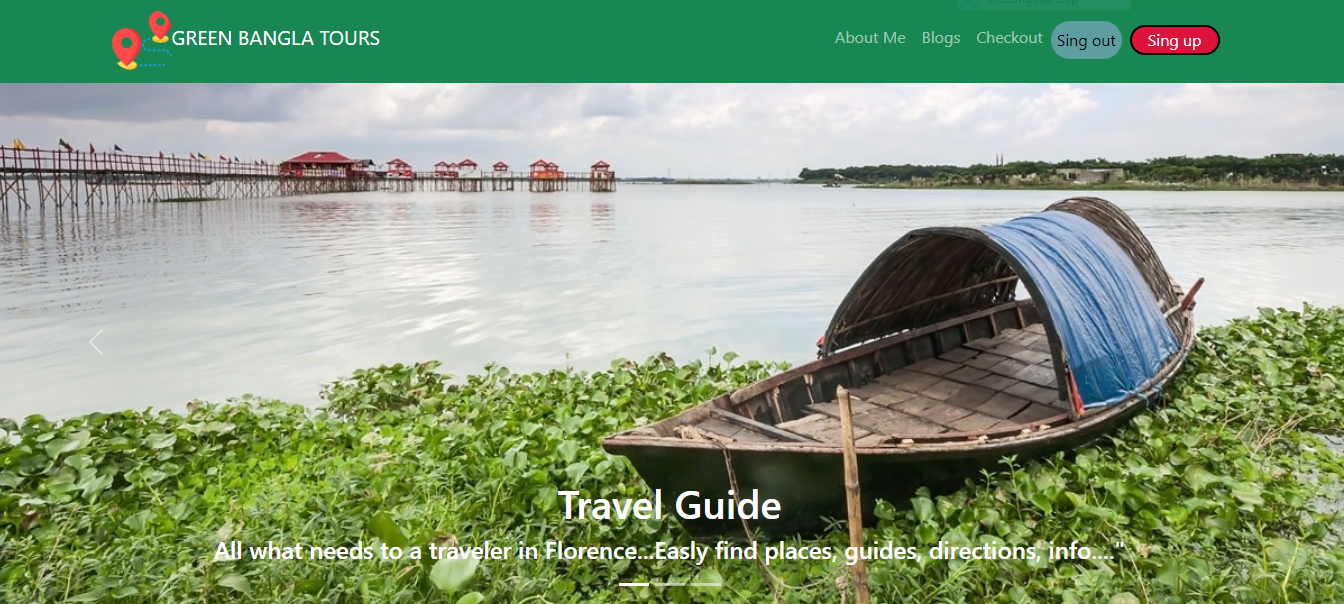 GREEN BANGLA TOURS
About Me
Blogs
Checkout
Sing out
Sing up
Travel Guide
All what needs to a traveler in Florence...Easly find places, guides, directions, info...."